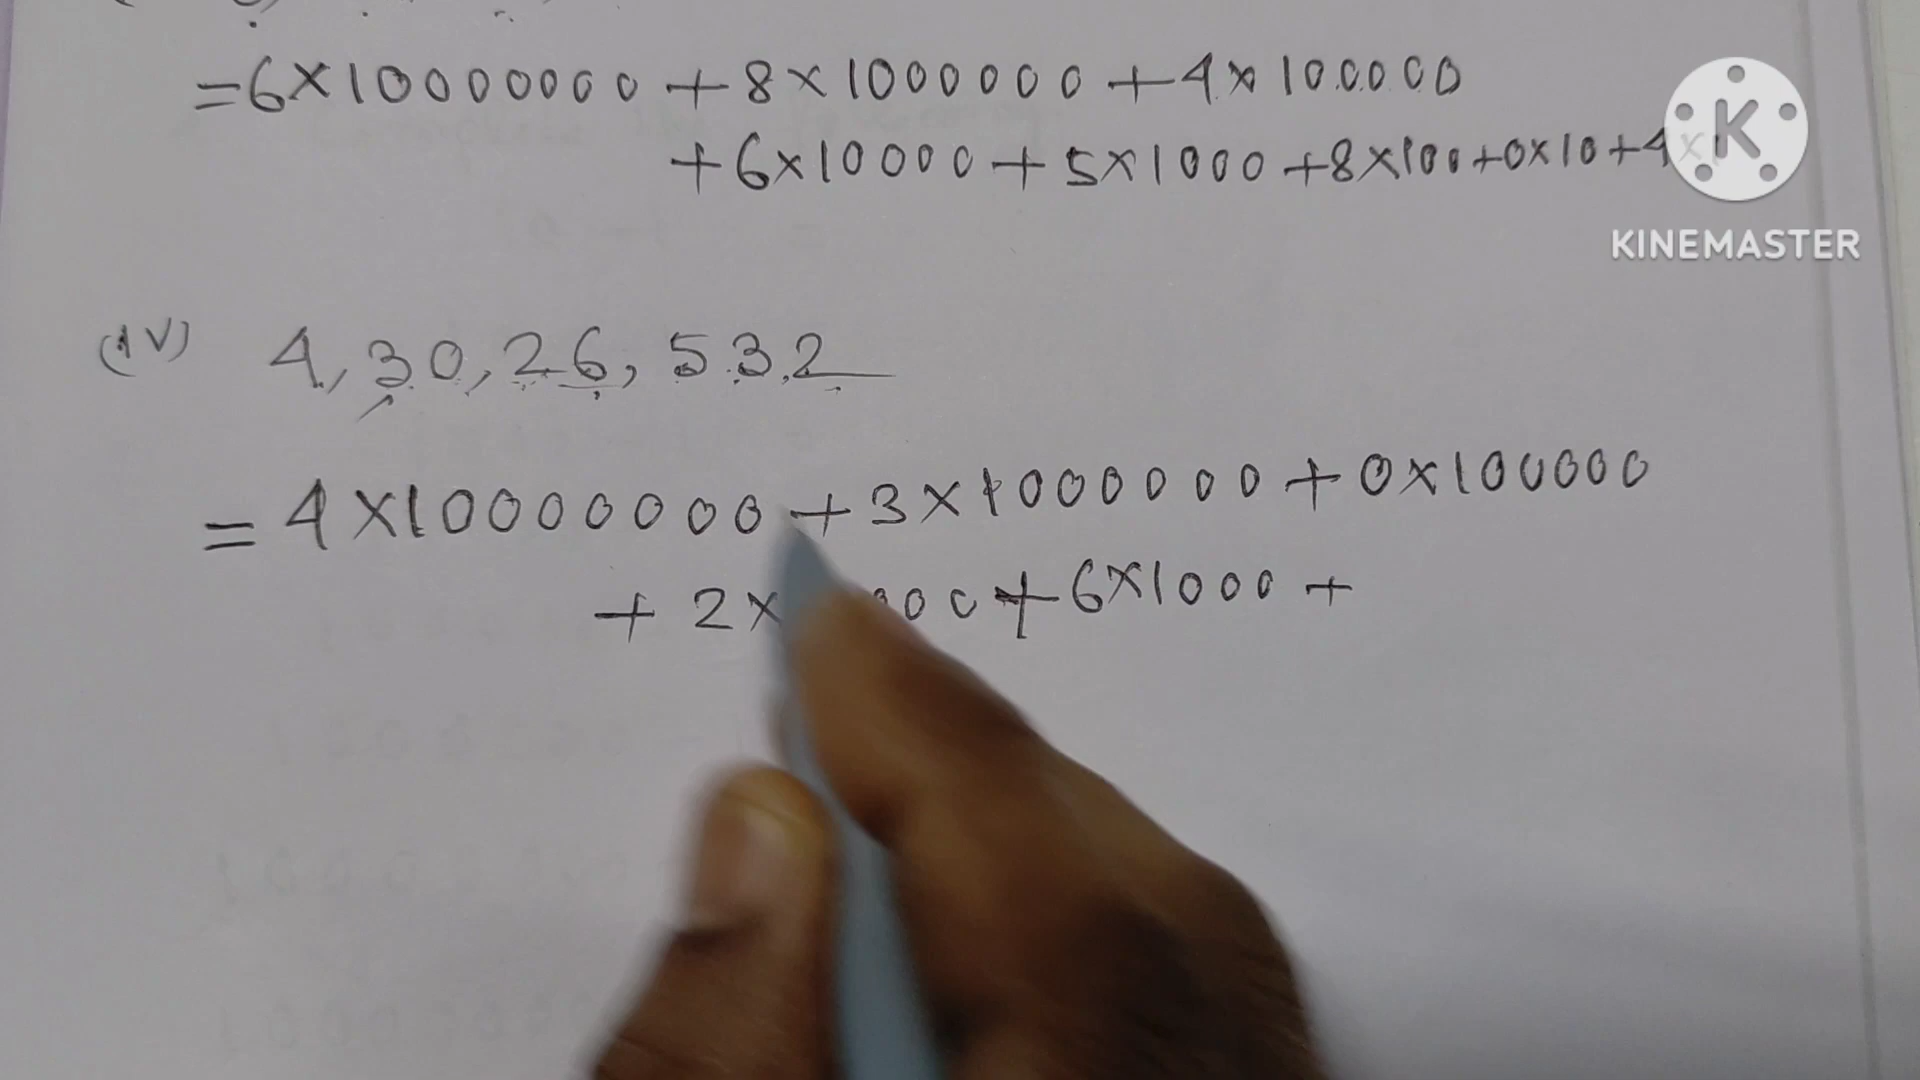 =6×10000000+8×1000000+4×100000
+6×10000+5×1000+8×100+0×10+4×1
KINEMASTER
(iv) 4,30,26,532
=4×10000000+3×1000000+0×100000
+2× +6×1000+